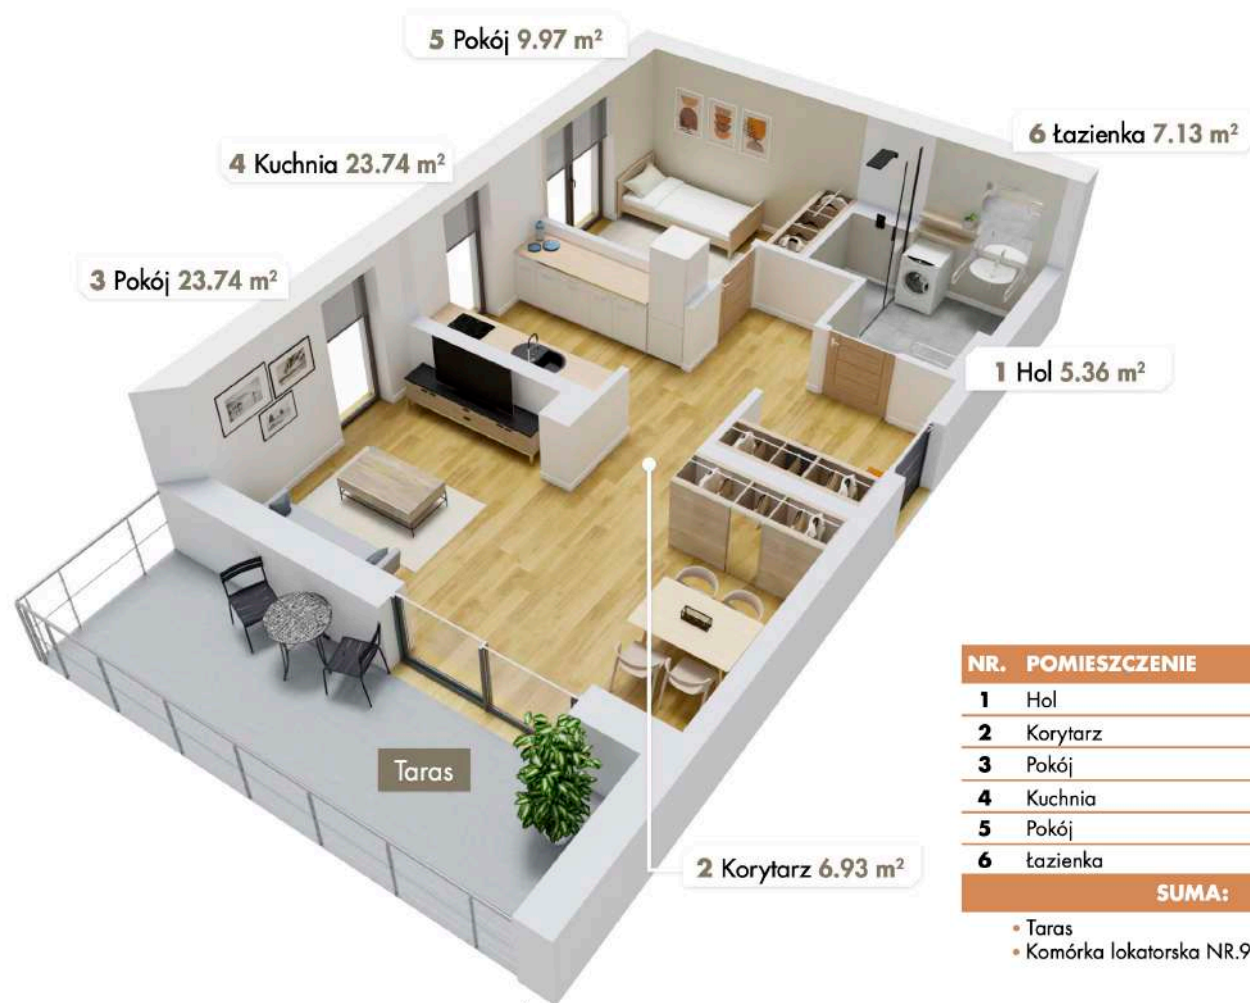 5 Pokój 9.97 m²
6 Łazienka 7.13 m²
4 Kuchnia 23.74 m²
3 Pokój 23.74 m²
1 Hol 5.36 m²
Taras
2 Korytarz 6.93 m²
NR. POMIESZCZENIE
1 Hol
2 Korytarz
3 Pokój
4 Kuchnia
5 Pokój
6 Łazienka
SUMA:
• Taras
• Komórka lokatorska NR.9